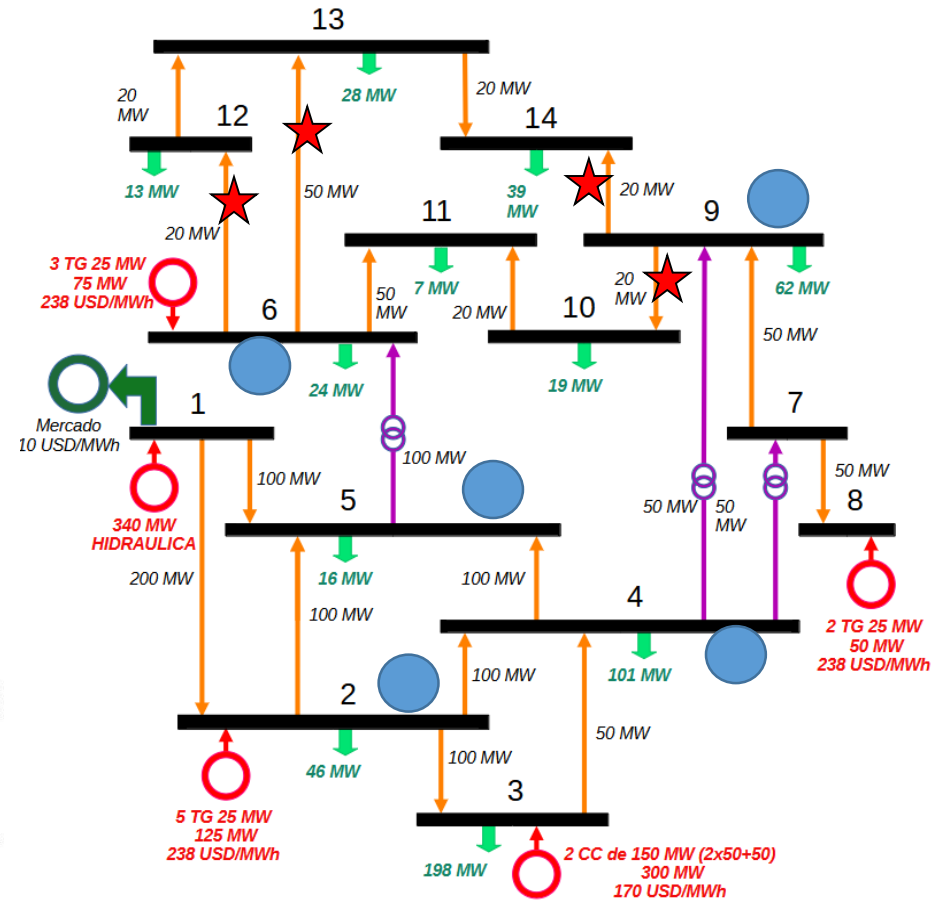 13
20
MW
28 MW
20 MW
12
14
13 MW
50 MW
39
MW
20 MW
20 MW
11
9
3 TG 25 MW
75 MW
238 USD/MWh
6
50
MW
7 MW
20 MW
10
20
MW
62 MW
50 MW
24 MW
19 MW
Mercado
10 USD/MWh
1
7
100 MW
100 MW
50 MW
340 MW
HIDRAULICA
5
50 MW
50
MW
8
200 MW
16 MW
100 MW
100 MW
4
2 TG 25 MW
50 MW
238 USD/MWh
101 MW
2
100 MW
46 MW
100 MW
50 MW
3
5 TG 25 MW
125 MW
238 USD/MWh
198 MW
2 CC de 150 MW (2x50+50)
300 MW
170 USD/MWh